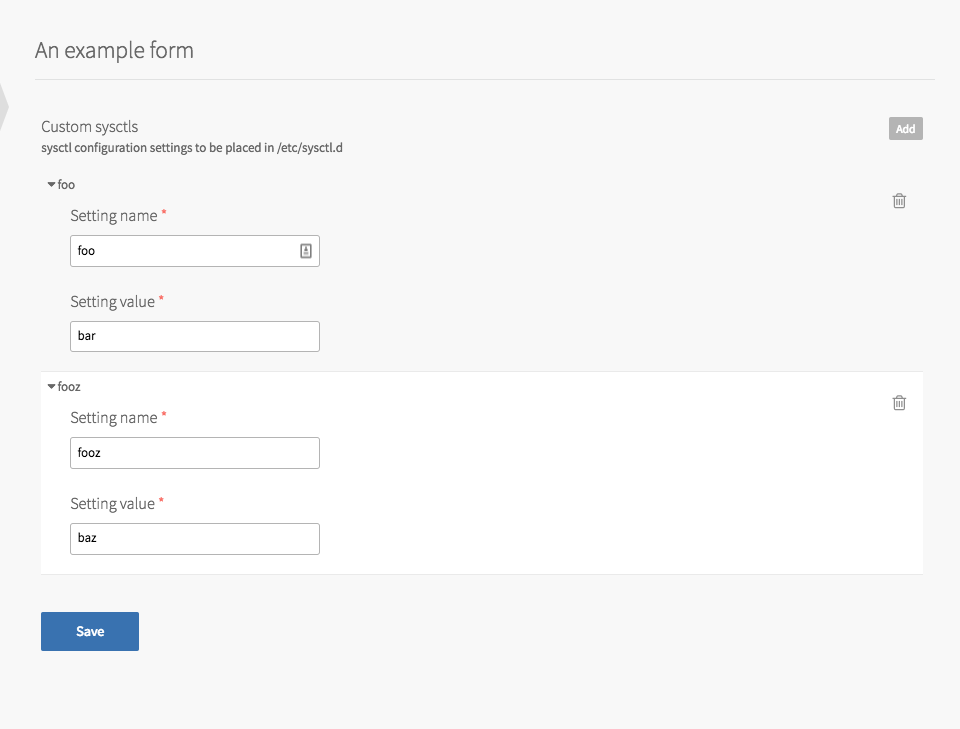 An example form
Custom sysctls
Add
sysctl configuration settings to be placed in /etc/sysctl.d
foo
Setting name *
foo
Setting value *
bar
fooz
Setting name *
fooz
Setting value *
baz
Save